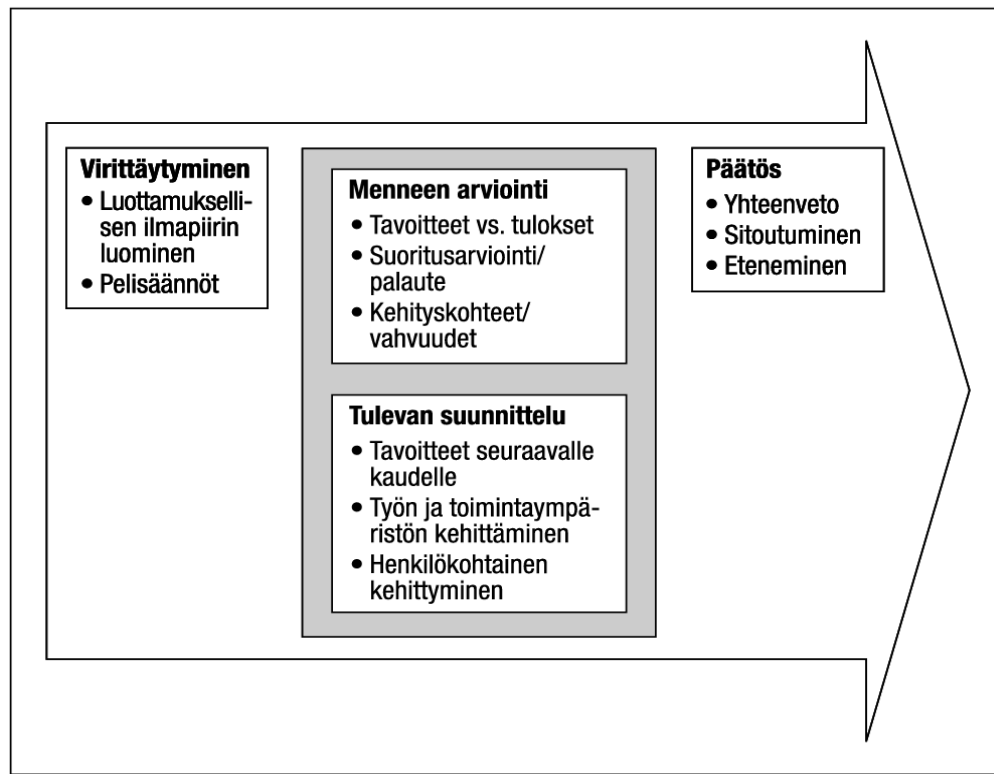 Virittäytyminen
• Luottamukselli-
sen ilmapiirin
luominen
• Pelisäännöt
Menneen arviointi
• Tavoitteet vs. tulokset
• Suoritusarviointi/
palaute
• Kehityskohteet/
vahvuudet
Tulevan suunnittelu
• Tavoitteet seuraavalle
kaudelle
• Työn ja toimintaympä-
ristön kehittäminen
• Henkilökohtainen
kehittyminen
Päätös
• Yhteenveto
• Sitoutuminen
• Eteneminen